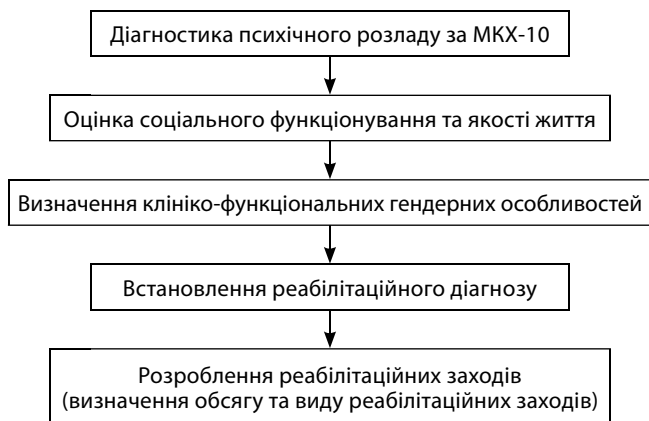 Діагностика психічного розладу за МКХ-10
Оцінка соціального функціонування та якості життя
Визначення клініко-функціональних гендерних особливостей
Встановлення реабілітаційного діагнозу
Розроблення реабілітаційних заходів
(визначення обсягу та виду реабілітаційних заходів)